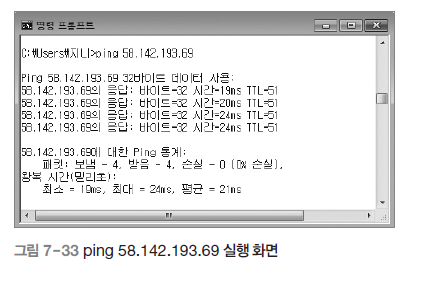 명령 프롬프트
C:\Users\지니>ping 58.142.193.69
Ping 58.142.193.69 32바이트 데이터 사용:
58.142.193.69의 응답: 바이트=32 시간=19ms TTL=51
58.142.193.69의 응답: 바이트=32 시간=20ms TTL=51
58.142.193.69의 응답: 바이트=32 시간=24ms TTL=51
58.142.193.69의 응답: 바이트=32 시간=24ms TTL=51
58.142.193.69에 대한 Ping 통계:
패킷: 보냄 = 4, 받음 = 4, 손실 = 0 (0% 손실),
왕복 시간(밀리초):
최소 = 19ms, 최대 = 24ms, 평균 = 21ms
그림 7-33 ping 58.142.193.69 실행 화면